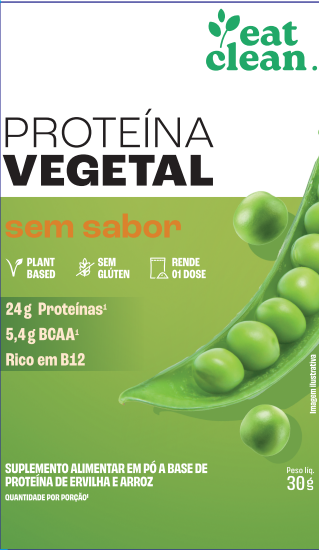 eat
clean.
PROTEÍNA
VEGETAL
sem sabor
PLANT
BASED
SEM
GLÚTEN
RENDE
01 DOSE
24g Proteínas¹
5,4g BCAA¹
Rico em B12
Imagem ilustrativa
SUPLEMENTO ALIMENTAR EM PÓ A BASE DE
PROTEÍNA DE ERVILHA E ARROZ
QUANTIDADE POR PORÇÃO¹
Peso líq.
30g